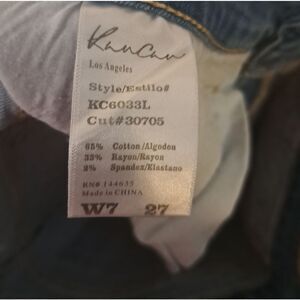 KanCan
Los Angeles
Style/Estilo#
KC6033L
Cut#30705
65% Cotton/Algodon
33% Rayon/Rayon
2% Spandex/Elastano
RN# 144635
Made in CHINA
W7 27